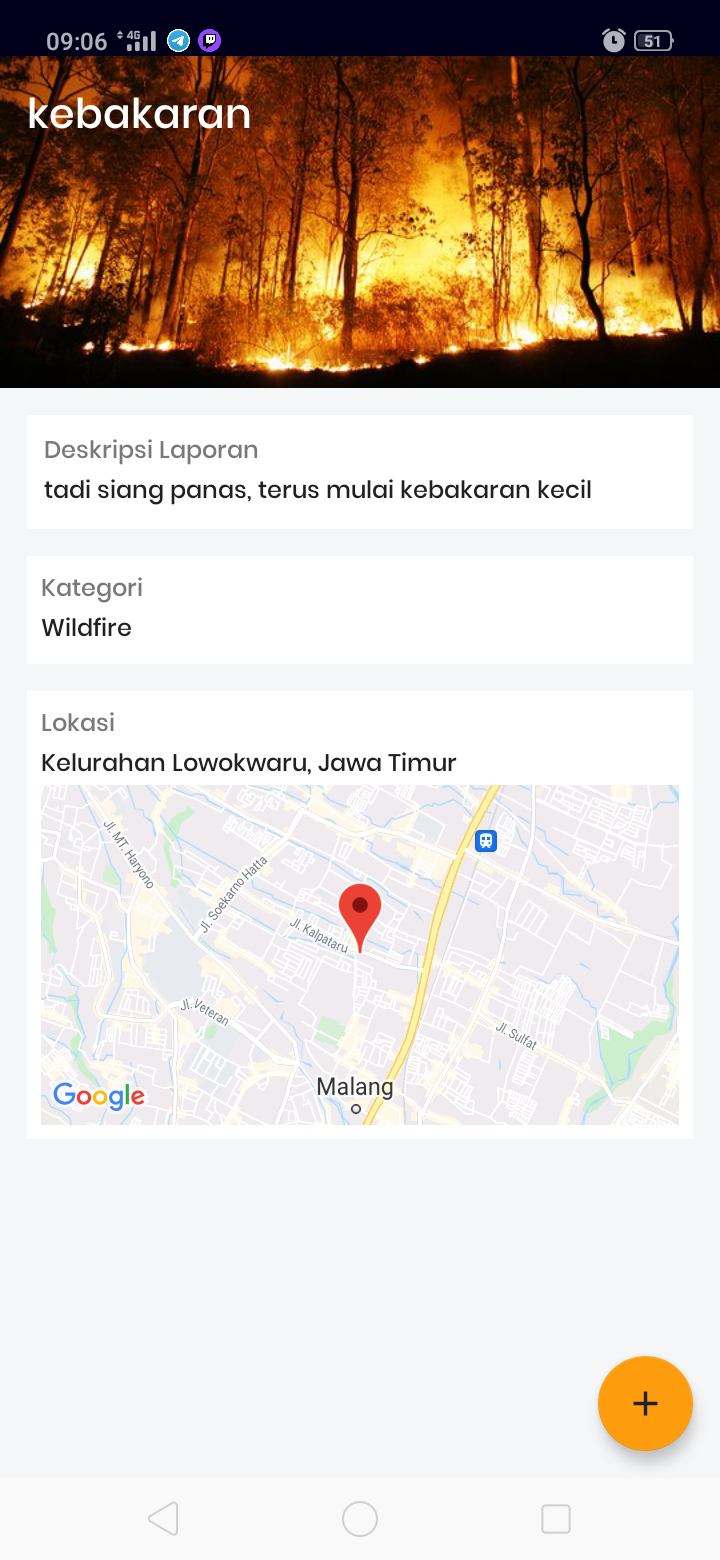 09:06 4G 51
kebakaran
Deskripsi Laporan
tadi siang panas, terus mulai kebakaran kecil
Kategori
Wildfire
Lokasi
Kelurahan Lowokwaru, Jawa Timur
Jl. MT. Haryono
Jl. Soekarno Hatta
Jl. Kalpataru
Jl. Veteran
Jl. Sulfat
Malang
Google
+